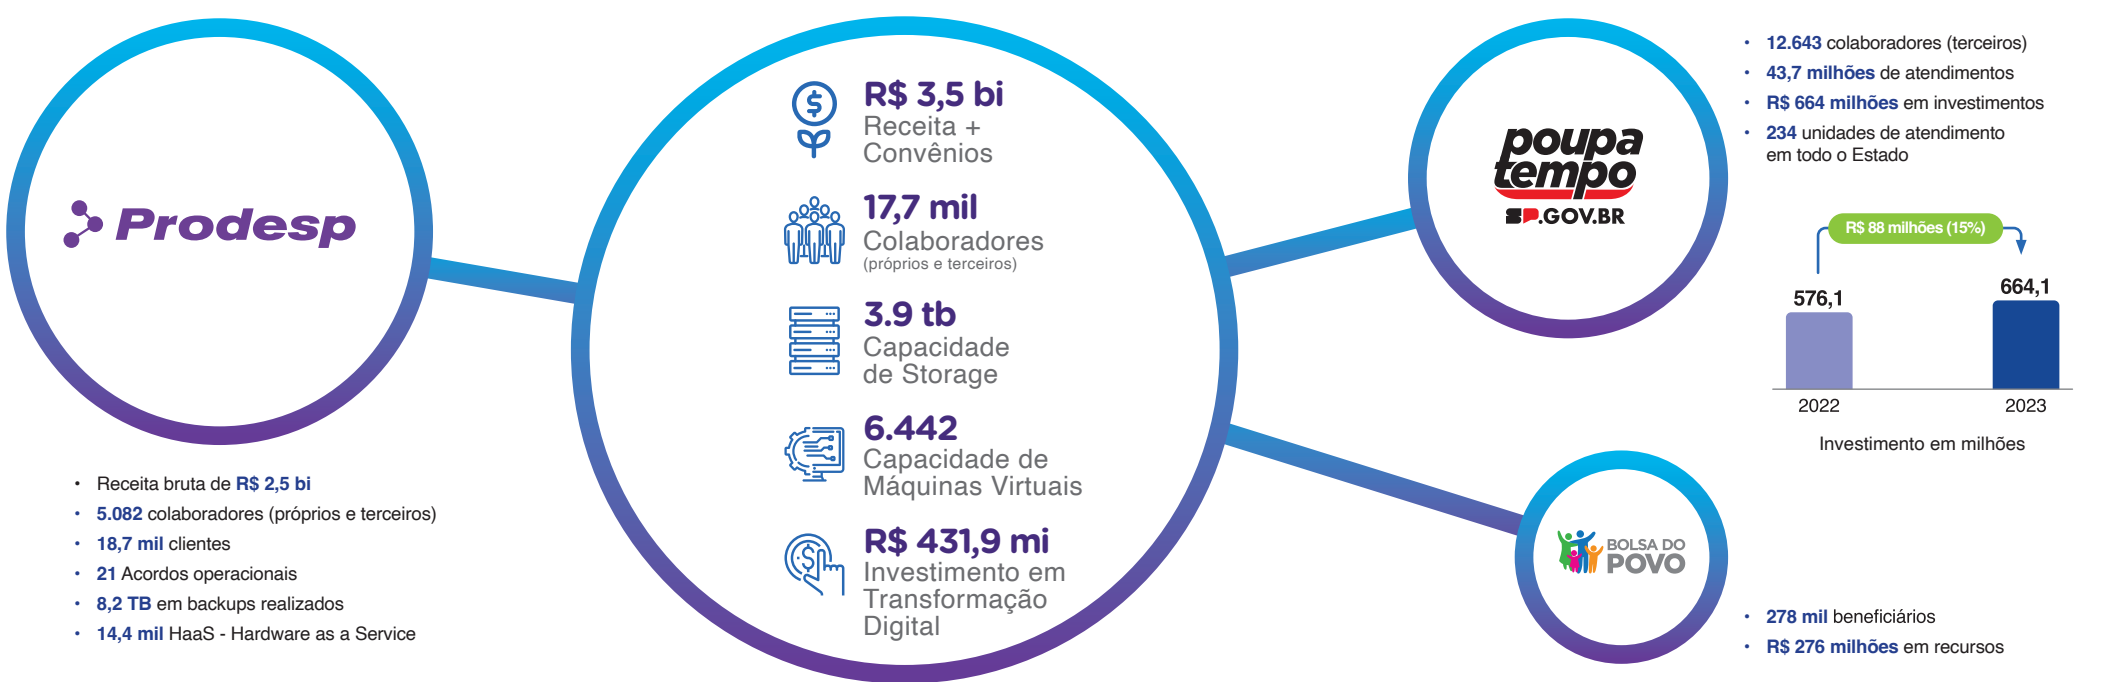 Prodesp
• Receita bruta de R$ 2,5 bi
• 5.082 colaboradores (próprios e terceiros)
• 18,7 mil clientes
• 21 Acordos operacionais
• 8,2 TB em backups realizados
• 14,4 mil HaaS - Hardware as a Service
R$ 3,5 bi
Receita +
Convênios
17,7 mil
Colaboradores
(próprios e terceiros)
3.9 tb
Capacidade
de Storage
6.442
Capacidade de
Máquinas Virtuais
R$ 431,9 mi
Investimento em
Transformação
Digital
poupa
tempo
SP.GOV.BR
• 12.643 colaboradores (terceiros)
• 43,7 milhões de atendimentos
• R$ 664 milhões em investimentos
• 234 unidades de atendimento
em todo o Estado
R$ 88 milhões (15%)
576,1
664,1
2022
2023
Investimento em milhões
BOLSA DO
POVO
• 278 mil beneficiários
• R$ 276 milhões em recursos